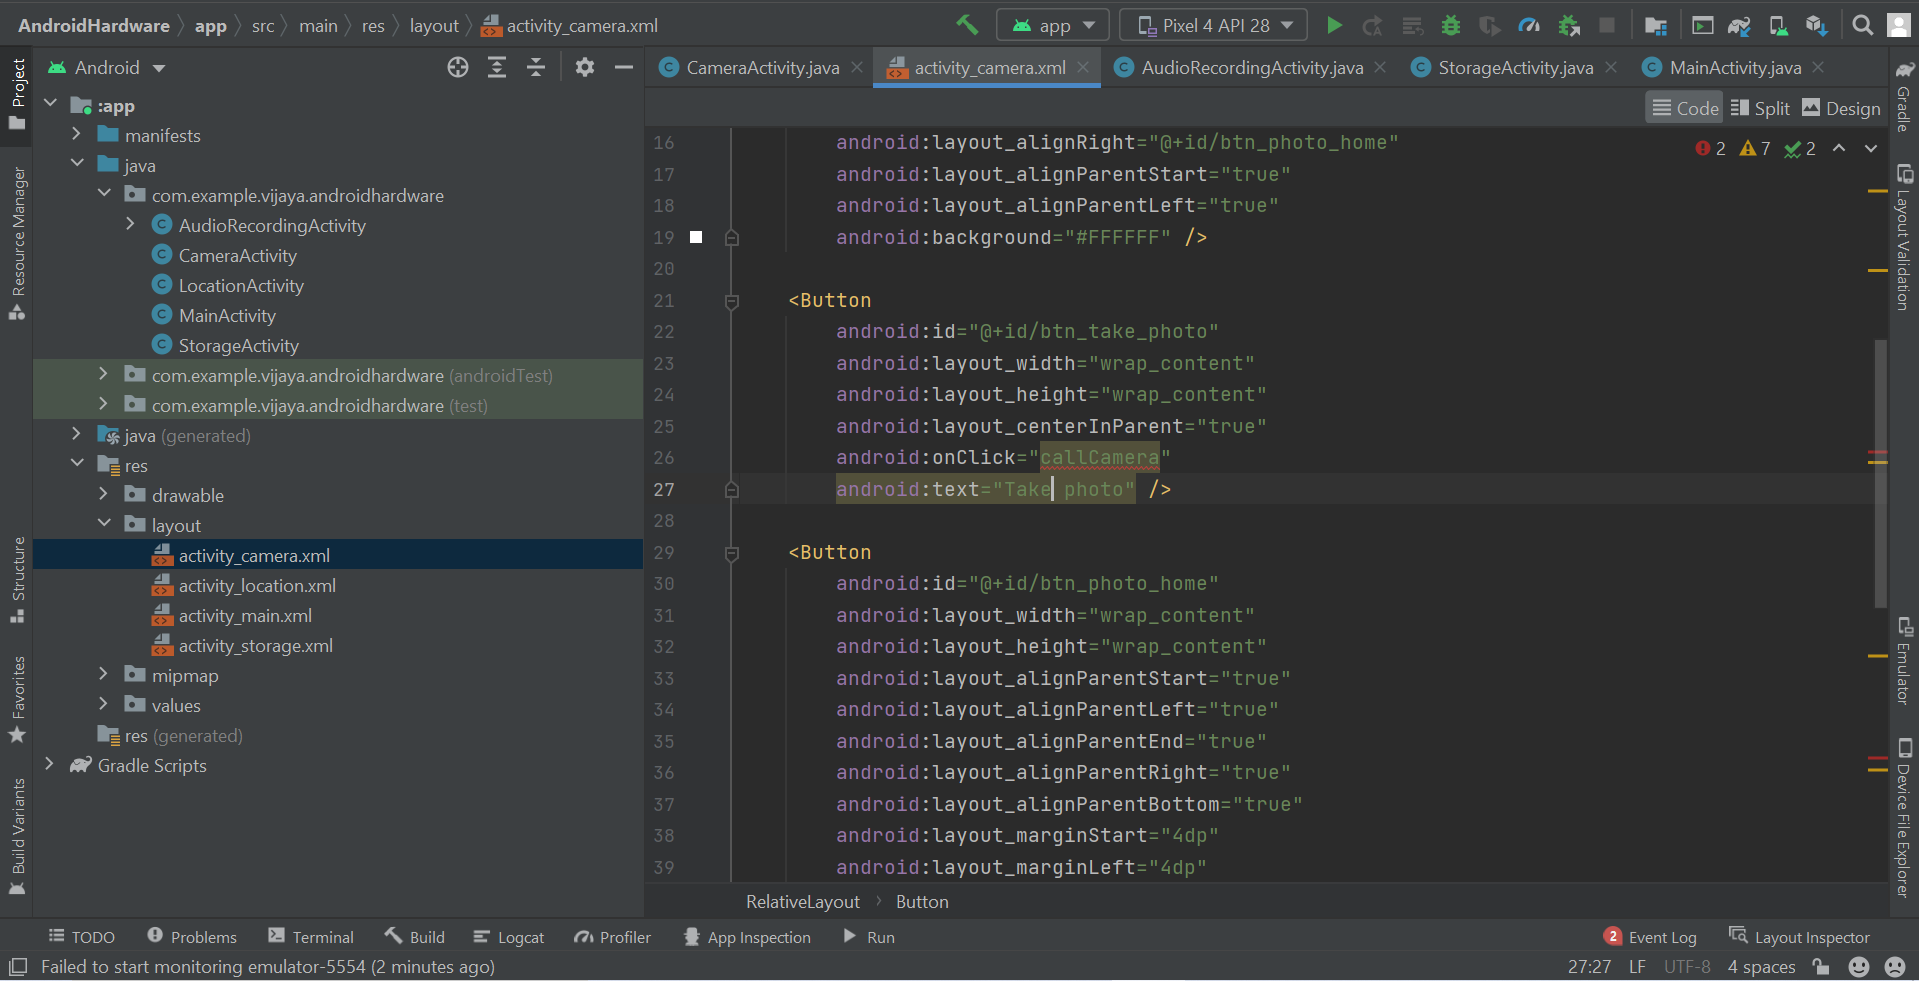 AndroidHardware app src main res layout activity_camera.xml
app
Pixel 4 API 28
Project
Resource Manager
Structure
Favorites
Build Variants
Android
:app
manifests
java
com.example.vijaya.androidhardware
AudioRecordingActivity
CameraActivity
LocationActivity
MainActivity
StorageActivity
com.example.vijaya.androidhardware (androidTest)
com.example.vijaya.androidhardware (test)
java (generated)
res
drawable
layout
activity_camera.xml
activity_location.xml
activity_main.xml
activity_storage.xml
mipmap
values
res (generated)
Gradle Scripts
CameraActivity.java activity_camera.xml AudioRecordingActivity.java StorageActivity.java MainActivity.java
Code Split Design
2 7 2
16 android:layout_alignRight="@+id/btn_photo_home"
17 android:layout_alignParentStart="true"
18 android:layout_alignParentLeft="true"
19 android:background="#FFFFFF" />
20
21 <Button
22 android:id="@+id/btn_take_photo"
23 android:layout_width="wrap_content"
24 android:layout_height="wrap_content"
25 android:layout_centerInParent="true"
26 android:onClick="callCamera"
27 android:text="Take photo" />
28
29 <Button
30 android:id="@+id/btn_photo_home"
31 android:layout_width="wrap_content"
32 android:layout_height="wrap_content"
33 android:layout_alignParentStart="true"
34 android:layout_alignParentLeft="true"
35 android:layout_alignParentEnd="true"
36 android:layout_alignParentRight="true"
37 android:layout_alignParentBottom="true"
38 android:layout_marginStart="4dp"
39 android:layout_marginLeft="4dp"
RelativeLayout > Button
Gradle
Layout Validation
Emulator
Device File Explorer
TODO Problems Terminal Build Logcat Profiler App Inspection Run
2 Event Log Layout Inspector
Failed to start monitoring emulator-5554 (2 minutes ago)
27:27 LF UTF-8 4 spaces